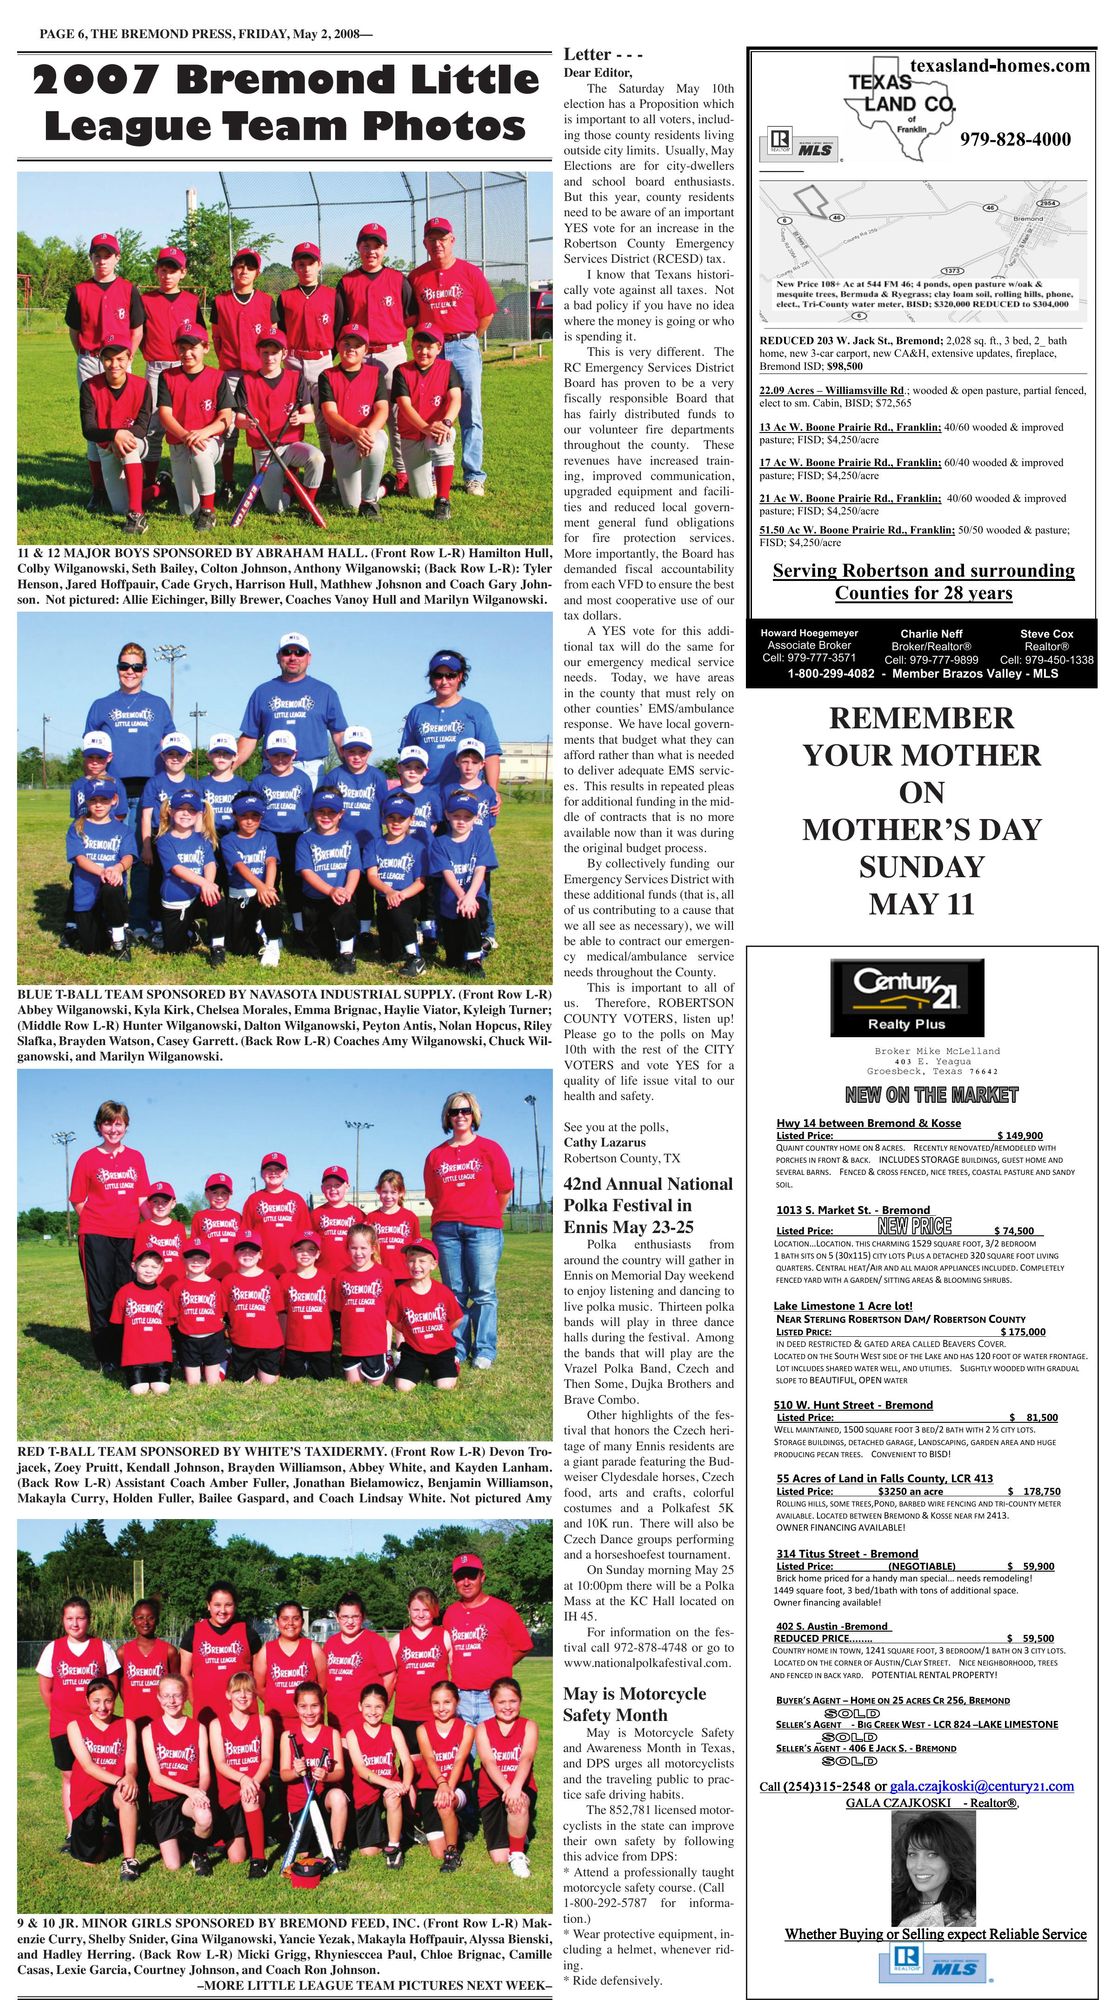 PAGE 6, THE BREMOND PRESS, FRIDAY, May 2, 2008—
2007 Bremond Little
League Team Photos
11 & 12 MAJOR BOYS SPONSORED BY ABRAHAM HALL. (Front Row L-R) Hamilton Hull,
Colby Wilganowski, Seth Bailey, Colton Johnson, Anthony Wilganowski; (Back Row L-R): Tyler
Henson, Jared Hoffpauir, Cade Grych, Harrison Hull, Mathhew Johsnon and Coach Gary John-
son.  Not pictured: Allie Eichinger, Billy Brewer, Coaches Vanoy Hull and Marilyn Wilganowski.
BLUE T-BALL TEAM SPONSORED BY NAVASOTA INDUSTRIAL SUPPLY. (Front Row L-R)
Abbey Wilganowski, Kyla Kirk, Chelsea Morales, Emma Brignac, Haylie Viator, Kyleigh Turner;
(Middle Row L-R) Hunter Wilganowski, Dalton Wilganowski, Peyton Antis, Nolan Hopcus, Riley
Slafka, Brayden Watson, Casey Garrett. (Back Row L-R) Coaches Amy Wilganowski, Chuck Wil-
ganowski, and Marilyn Wilganowski.
RED T-BALL TEAM SPONSORED BY WHITE'S TAXIDERMY. (Front Row L-R) Devon Tro-
jacek, Zoey Pruitt, Kendall Johnson, Brayden Williamson, Abbey White, and Kayden Lanham.
(Back Row L-R) Assistant Coach Amber Fuller, Jonathan Bielamowicz, Benjamin Williamson,
Makayla Curry, Holden Fuller, Bailee Gaspard, and Coach Lindsay White. Not pictured Amy
9 & 10 JR. MINOR GIRLS SPONSORED BY BREMOND FEED, INC. (Front Row L-R) Mak-
enzie Curry, Shelby Snider, Gina Wilganowski, Yancie Yezak, Makayla Hoffpauir, Alyssa Bienski,
and Hadley Herring. (Back Row L-R) Micki Grigg, Rhyniesccea Paul, Chloe Brignac, Camille
Casas, Lexie Garcia, Courtney Johnson, and Coach Ron Johnson.
–MORE LITTLE LEAGUE TEAM PICTURES NEXT WEEK–
Letter - - -
Dear Editor,
The Saturday May 10th
election has a Proposition which
is important to all voters, includ-
ing those county residents living
outside city limits. Usually, May
Elections are for city-dwellers
and school board enthusiasts.
But this year, county residents
need to be aware of an important
YES vote for an increase in the
Robertson County Emergency
Services District (RCESD) tax.
I know that Texans histori-
cally vote against all taxes. Not
a bad policy if you have no idea
where the money is going or who
is spending it.
This is very different. The
RC Emergency Services District
Board has proven to be a very
fiscally responsible Board that
has fairly distributed funds to
our volunteer fire departments
throughout the county. These
revenues have increased train-
ing, improved communication,
upgraded equipment and facili-
ties and reduced local govern-
ment general fund obligations
for fire protection services.
More importantly, the Board has
demanded fiscal accountability
from each VFD to ensure the best
and most cooperative use of our
tax dollars.
A YES vote for this addi-
tional tax will do the same for
our emergency medical service
needs. Today, we have areas
in the county that must rely on
other counties' EMS/ambulance
response. We have local govern-
ments that budget what they can
afford rather than what is needed
to deliver adequate EMS servic-
es. This results in repeated pleas
for additional funding in the mid-
dle of contracts that is no more
available now than it was during
the original budget process.
By collectively funding our
Emergency Services District with
these additional funds (that is, all
of us contributing to a cause that
we all see as necessary), we will
be able to contract our emergen-
cy medical/ambulance service
needs throughout the County.
This is important to all of
us. Therefore, ROBERTSON
COUNTY VOTERS, listen up!
Please go to the polls on May
10th with the rest of the CITY
VOTERS and vote YES for a
quality of life issue vital to our
health and safety.
See you at the polls,
Cathy Lazarus
Robertson County, TX
42nd Annual National
Polka Festival in
Ennis May 23-25
Polka enthusiasts from
around the country will gather in
Ennis on Memorial Day weekend
to enjoy listening and dancing to
live polka music. Thirteen polka
bands will play in three dance
halls during the festival. Among
the bands that will play are the
Vrazel Polka Band, Czech and
Then Some, Dujka Brothers and
Brave Combo.
Other highlights of the fes-
tival that honors the Czech heri-
tage of many Ennis residents are
a giant parade featuring the Bud-
weiser Clydesdale horses, Czech
food, arts and crafts, colorful
costumes and a Polkafest 5K
and 10K run. There will also be
Czech Dance groups performing
and a horseshoefest tournament.
On Sunday morning May 25
at 10:00pm there will be a Polka
Mass at the KC Hall located on
IH 45.
For information on the fes-
tival call 972-878-4748 or go to
www.nationalpolkafestival.com.
May is Motorcycle
Safety Month
May is Motorcycle Safety
and Awareness Month in Texas,
and DPS urges all motorcyclists
and the traveling public to prac-
tice safe driving habits.
The 852,781 licensed motor-
cyclists in the state can improve
their own safety by following
this advice from DPS:
* Attend a professionally taught
motorcycle safety course. (Call
1-800-292-5787 for informa-
tion.)
* Wear protective equipment, in-
cluding a helmet, whenever rid-
ing.
* Ride defensively.
texasland-homes.com
TEXAS
LAND CO.
of
Franklin
979-828-4000
REALTOR
MLS
6
46
46
2954
Bremond
County Rd 259
1373
6
New Price 108+ Ac at 544 FM 46; 4 ponds, open pasture w/oak &
mesquite trees, Bermuda & Ryegrass; clay loam soil, rolling hills, phone,
elect., Tri-County water meter, BISD; $320,000 REDUCED to $304,000
REDUCED 203 W. Jack St., Bremond; 2,028 sq. ft., 3 bed, 2_ bath
home, new 3-car carport, new CA&H, extensive updates, fireplace,
Bremond ISD; $98,500
22.09 Acres – Williamsville Rd.; wooded & open pasture, partial fenced,
elect to sm. Cabin, BISD; $72,565
13 Ac W. Boone Prairie Rd., Franklin; 40/60 wooded & improved
pasture; FISD; $4,250/acre
17 Ac W. Boone Prairie Rd., Franklin; 60/40 wooded & improved
pasture; FISD; $4,250/acre
21 Ac W. Boone Prairie Rd., Franklin; 40/60 wooded & improved
pasture; FISD; $4,250/acre
51.50 Ac W. Boone Prairie Rd., Franklin; 50/50 wooded & pasture;
FISD; $4,250/acre
Serving Robertson and surrounding
Counties for 28 years
Howard Hoegemeyer
Associate Broker
Cell: 979-777-3571
Charlie Neff
Broker/Realtor®
Cell: 979-777-9899
Steve Cox
Realtor®
Cell: 979-450-1338
1-800-299-4082 - Member Brazos Valley - MLS
REMEMBER
YOUR MOTHER
ON
MOTHER'S DAY
SUNDAY
MAY 11
Century 21
Realty Plus
Broker Mike McLelland
403 E. Yeagua
Groesbeck, Texas 76642
NEW ON THE MARKET
Hwy 14 between Bremond & Kosse
Listed Price: $ 149,900
QUAINT COUNTRY HOME ON 8 ACRES. RECENTLY RENOVATED/REMODELED WITH
PORCHES IN FRONT & BACK. INCLUDES STORAGE BUILDINGS, GUEST HOME AND
SEVERAL BARNS. FENCED & CROSS FENCED, NICE TREES, COASTAL PASTURE AND SANDY
SOIL.
1013 S. Market St. - Bremond
Listed Price: NEW PRICE $ 74,500
LOCATION...LOCATION. THIS CHARMING 1529 SQUARE FOOT, 3/2 BEDROOM
1 BATH SITS ON 5 (30X115) CITY LOTS PLUS A DETACHED 320 SQUARE FOOT LIVING
QUARTERS. CENTRAL HEAT/AIR AND ALL MAJOR APPLIANCES INCLUDED. COMPLETELY
FENCED YARD WITH A GARDEN/ SITTING AREAS & BLOOMING SHRUBS.
Lake Limestone 1 Acre lot!
NEAR STERLING ROBERTSON DAM/ ROBERTSON COUNTY
LISTED PRICE: $ 175,000
IN DEED RESTRICTED & GATED AREA CALLED BEAVERS COVER.
LOCATED ON THE SOUTH WEST SIDE OF THE LAKE AND HAS 120 FOOT OF WATER FRONTAGE.
LOT INCLUDES SHARED WATER WELL, AND UTILITIES. SLIGHTLY WOODED WITH GRADUAL
SLOPE TO BEAUTIFUL, OPEN WATER
510 W. Hunt Street - Bremond
Listed Price: $ 81,500
WELL MAINTAINED, 1500 SQUARE FOOT 3 BED/2 BATH WITH 2 ½ CITY LOTS.
STORAGE BUILDINGS, DETACHED GARAGE, LANDSCAPING, GARDEN AREA AND HUGE
PRODUCING PECAN TREES. CONVENIENT TO BISD!
55 Acres of Land in Falls County, LCR 413
Listed Price: $3250 an acre $ 178,750
ROLLING HILLS, SOME TREES,POND, BARBED WIRE FENCING AND TRI-COUNTY METER
AVAILABLE. LOCATED BETWEEN BREMOND & KOSSE NEAR FM 2413.
OWNER FINANCING AVAILABLE!
314 Titus Street - Bremond
Listed Price: (NEGOTIABLE) $ 59,900
Brick home priced for a handy man special... needs remodeling!
1449 square foot, 3 bed/1bath with tons of additional space.
Owner financing available!
402 S. Austin -Bremond
REDUCED PRICE........ $ 59,500
COUNTRY HOME IN TOWN, 1241 SQUARE FOOT, 3 BEDROOM/1 BATH ON 3 CITY LOTS.
LOCATED ON THE CORNER OF AUSTIN/CLAY STREET. NICE NEIGHBORHOOD, TREES
AND FENCED IN BACK YARD. POTENTIAL RENTAL PROPERTY!
BUYER'S AGENT – HOME ON 25 ACRES CR 256, BREMOND
SOLD
SELLER'S AGENT - BIG CREEK WEST - LCR 824 –LAKE LIMESTONE
SOLD
SELLER'S AGENT - 406 E JACK S. - BREMOND
SOLD
Call (254)315-2548 or gala.czajkoski@century21.com
GALA CZAJKOSKI - Realtor®,
Whether Buying or Selling expect Reliable Service
REALTOR
MLS